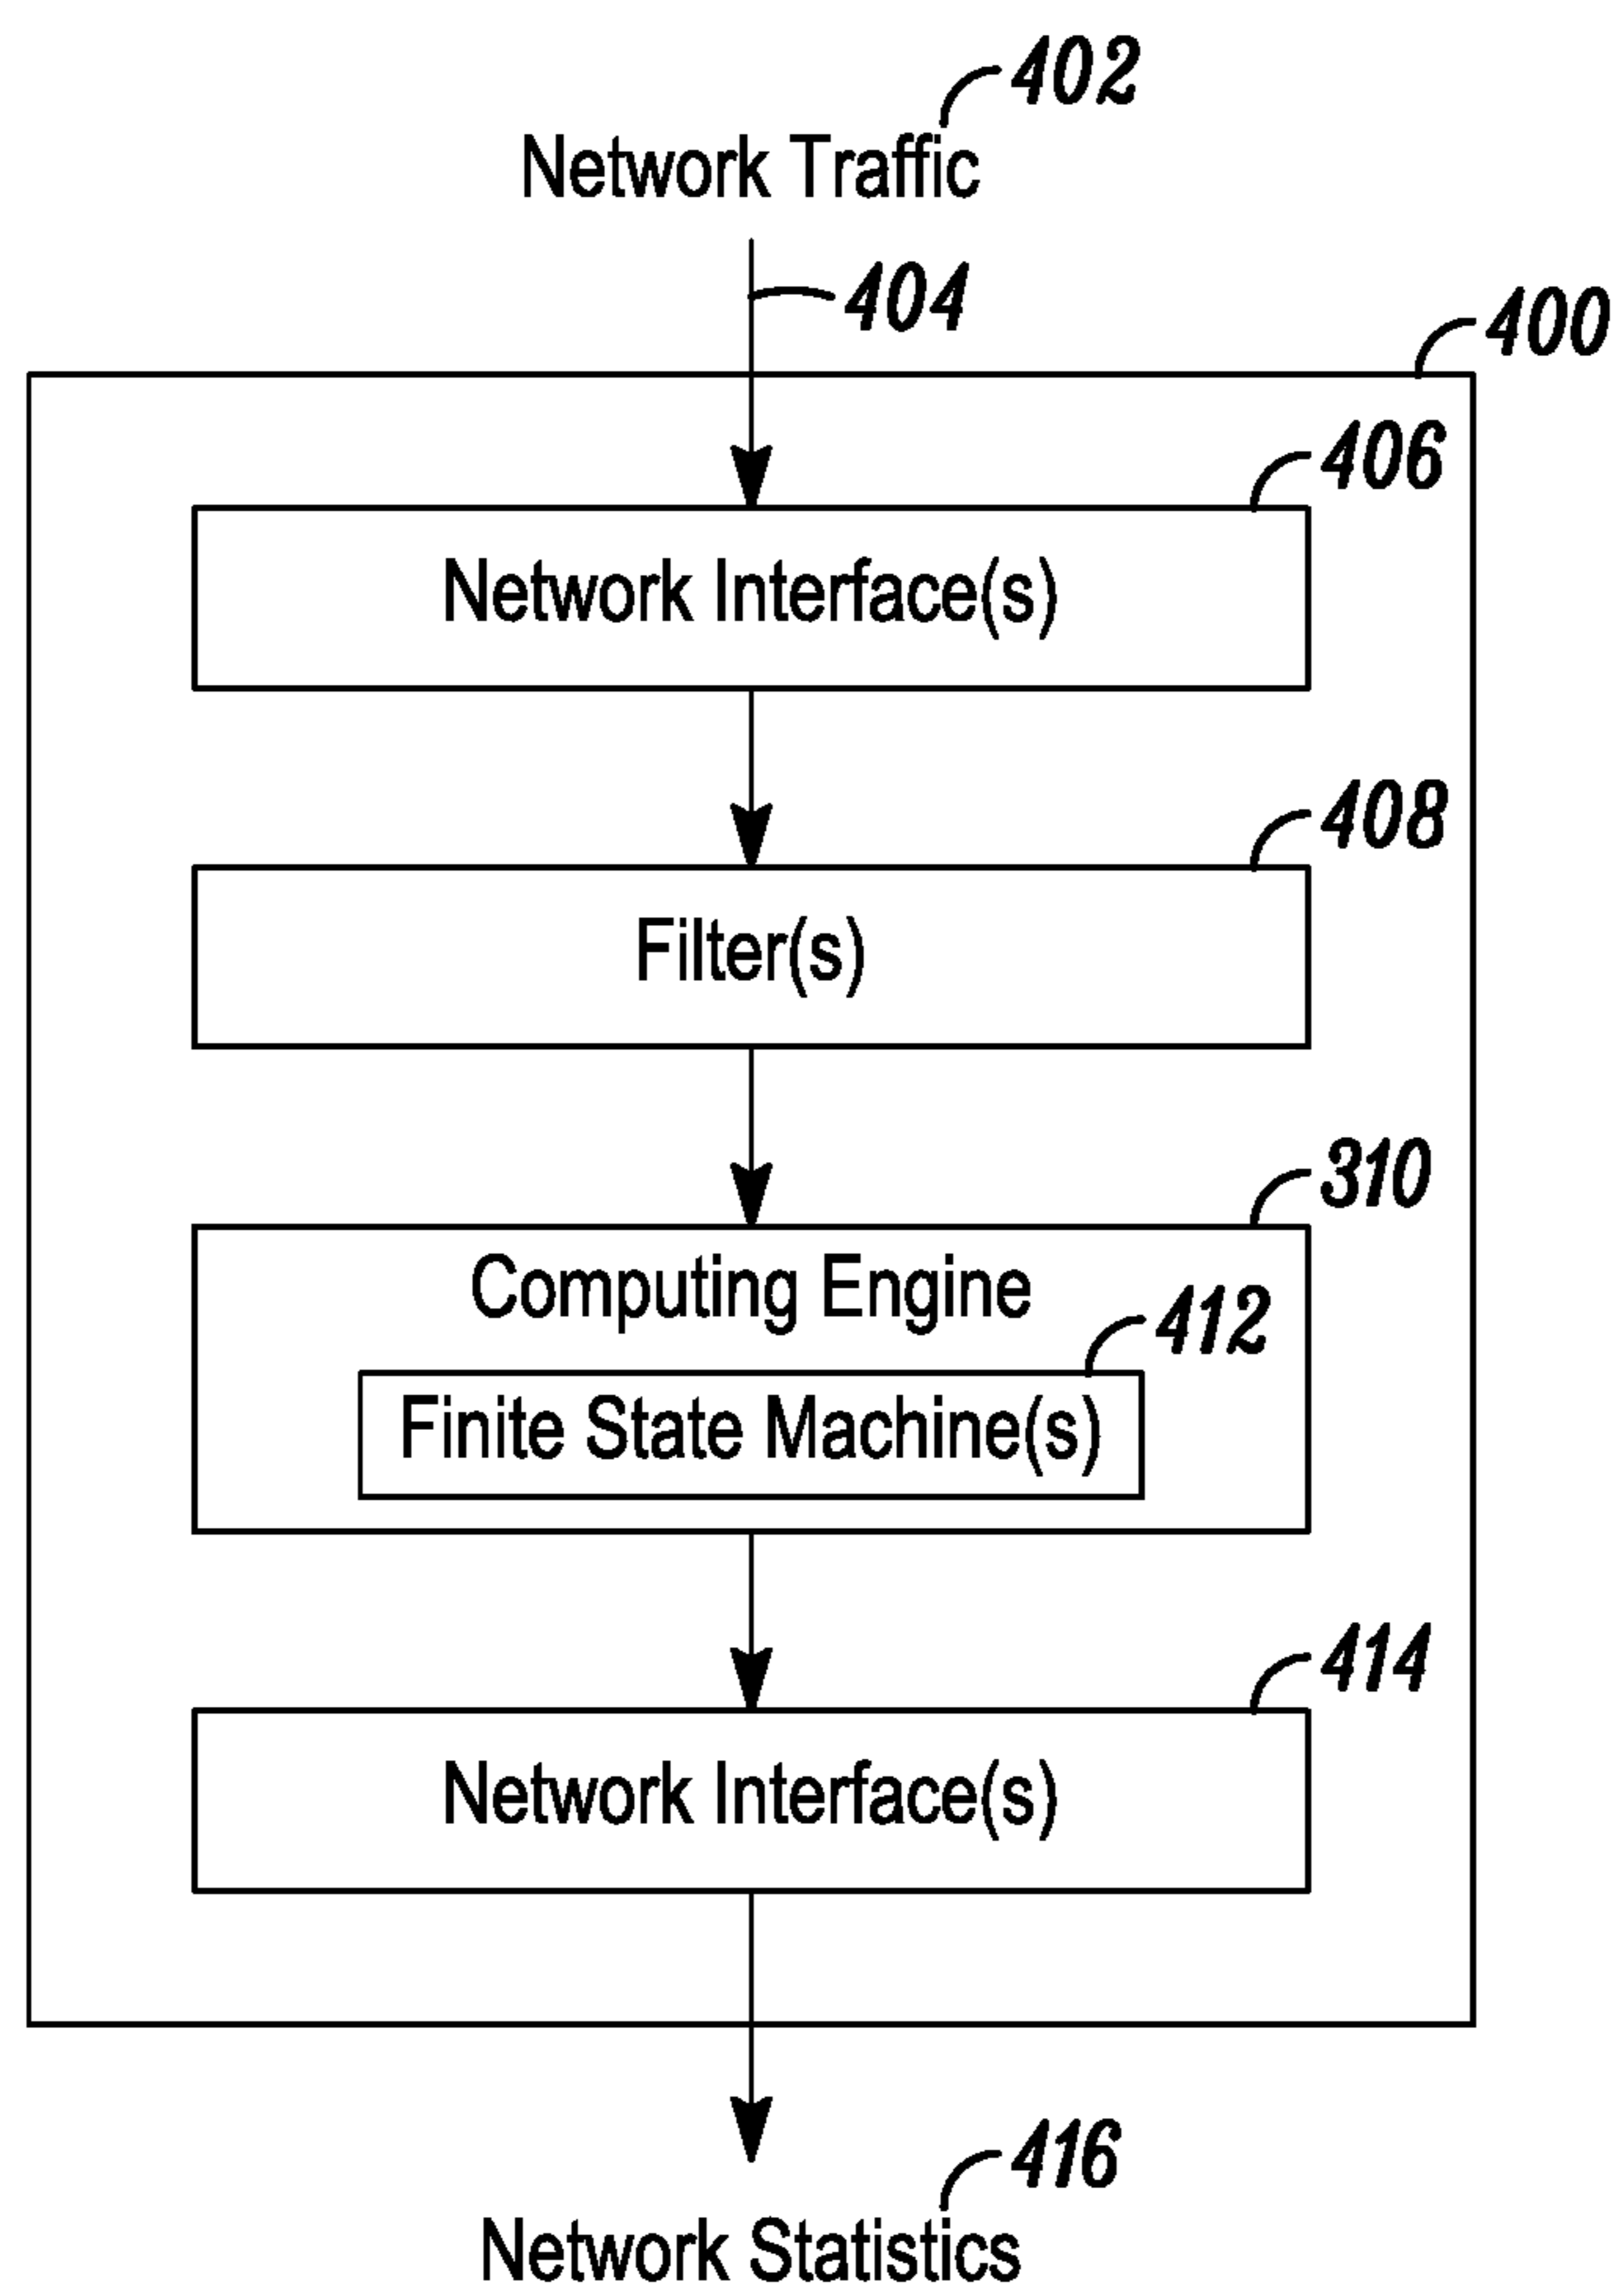 402
Network Traffic
404
400
406
Network Interface(s)
408
Filter(s)
310
Computing Engine
412
Finite State Machine(s)
414
Network Interface(s)
416
Network Statistics